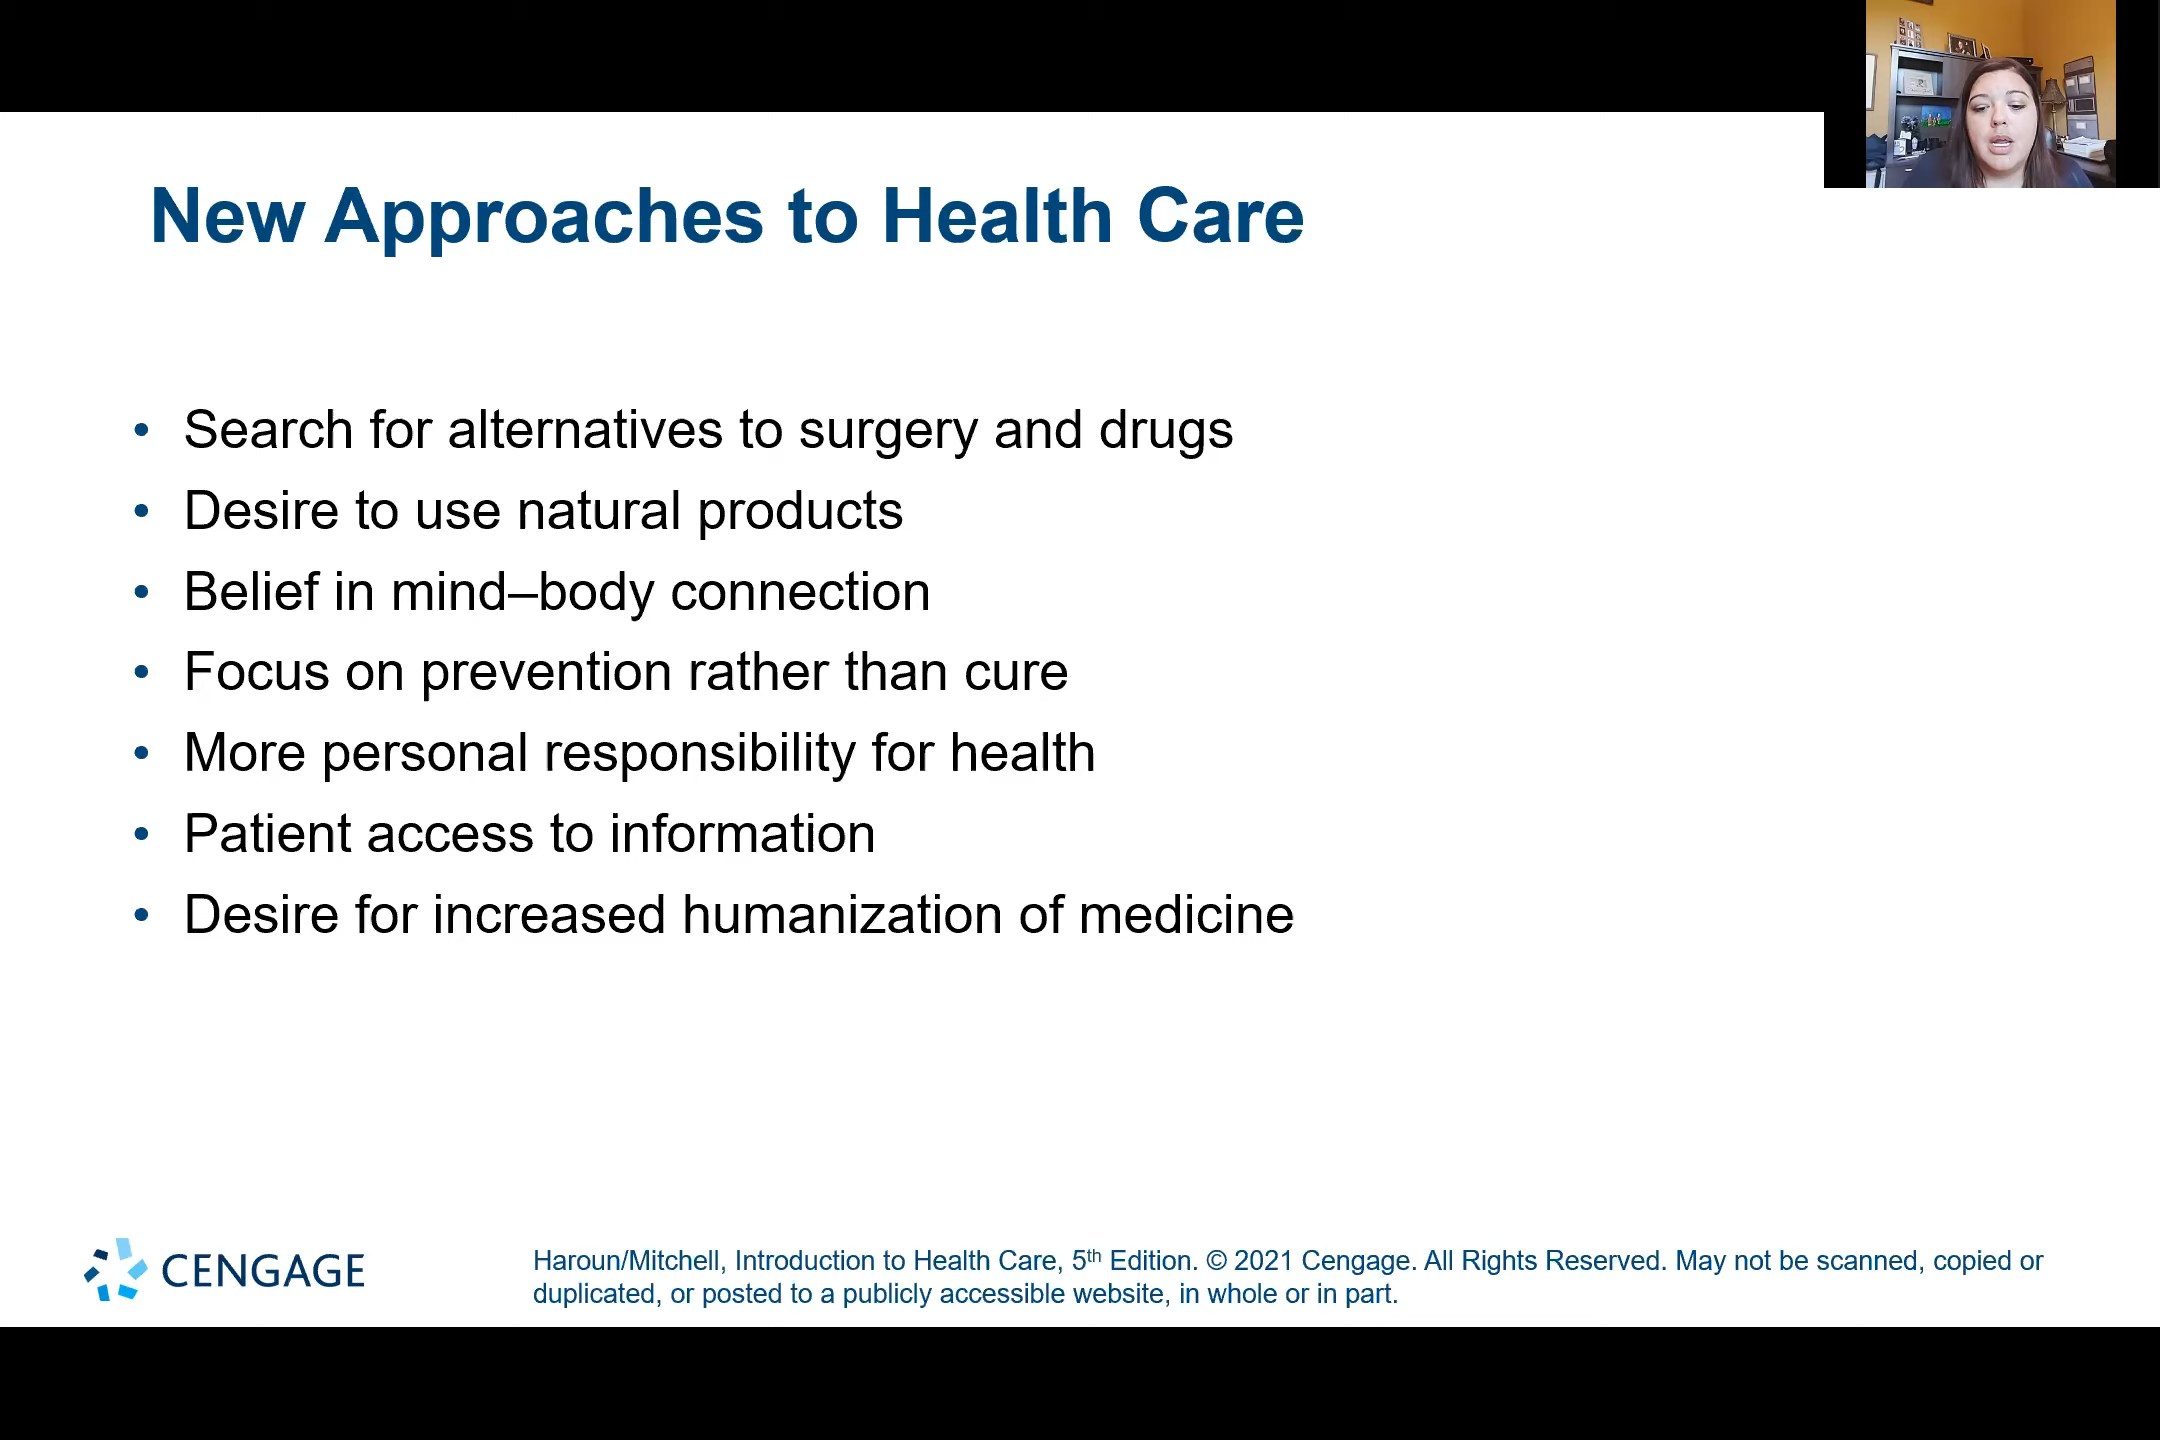 New Approaches to Health Care
• Search for alternatives to surgery and drugs
• Desire to use natural products
• Belief in mind–body connection
• Focus on prevention rather than cure
• More personal responsibility for health
• Patient access to information
• Desire for increased humanization of medicine
CENGAGE
Haroun/Mitchell, Introduction to Health Care, 5th Edition. © 2021 Cengage. All Rights Reserved. May not be scanned, copied or
duplicated, or posted to a publicly accessible website, in whole or in part.